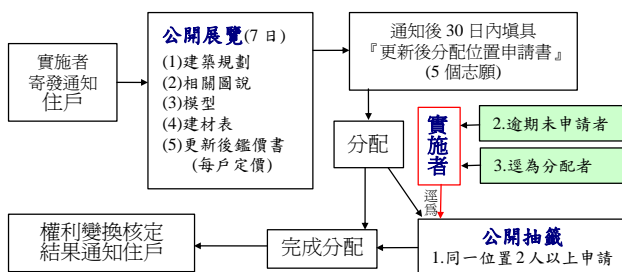 實施者
寄發通知
住戶
公開展覽(7 日)
(1)建築規劃
(2)相關圖說
(3)模型
(4)建材表
(5)更新後鑑價書
(每戶定價)
通知後 30 日內填具
『更新後分配位置申請書』
(5 個志願)
分配
實施者
2.逾期未申請者
3.逕為分配者
逕為
公開抽籤
1.同一位置 2 人以上申請
完成分配
權利變換核定
結果通知住戶